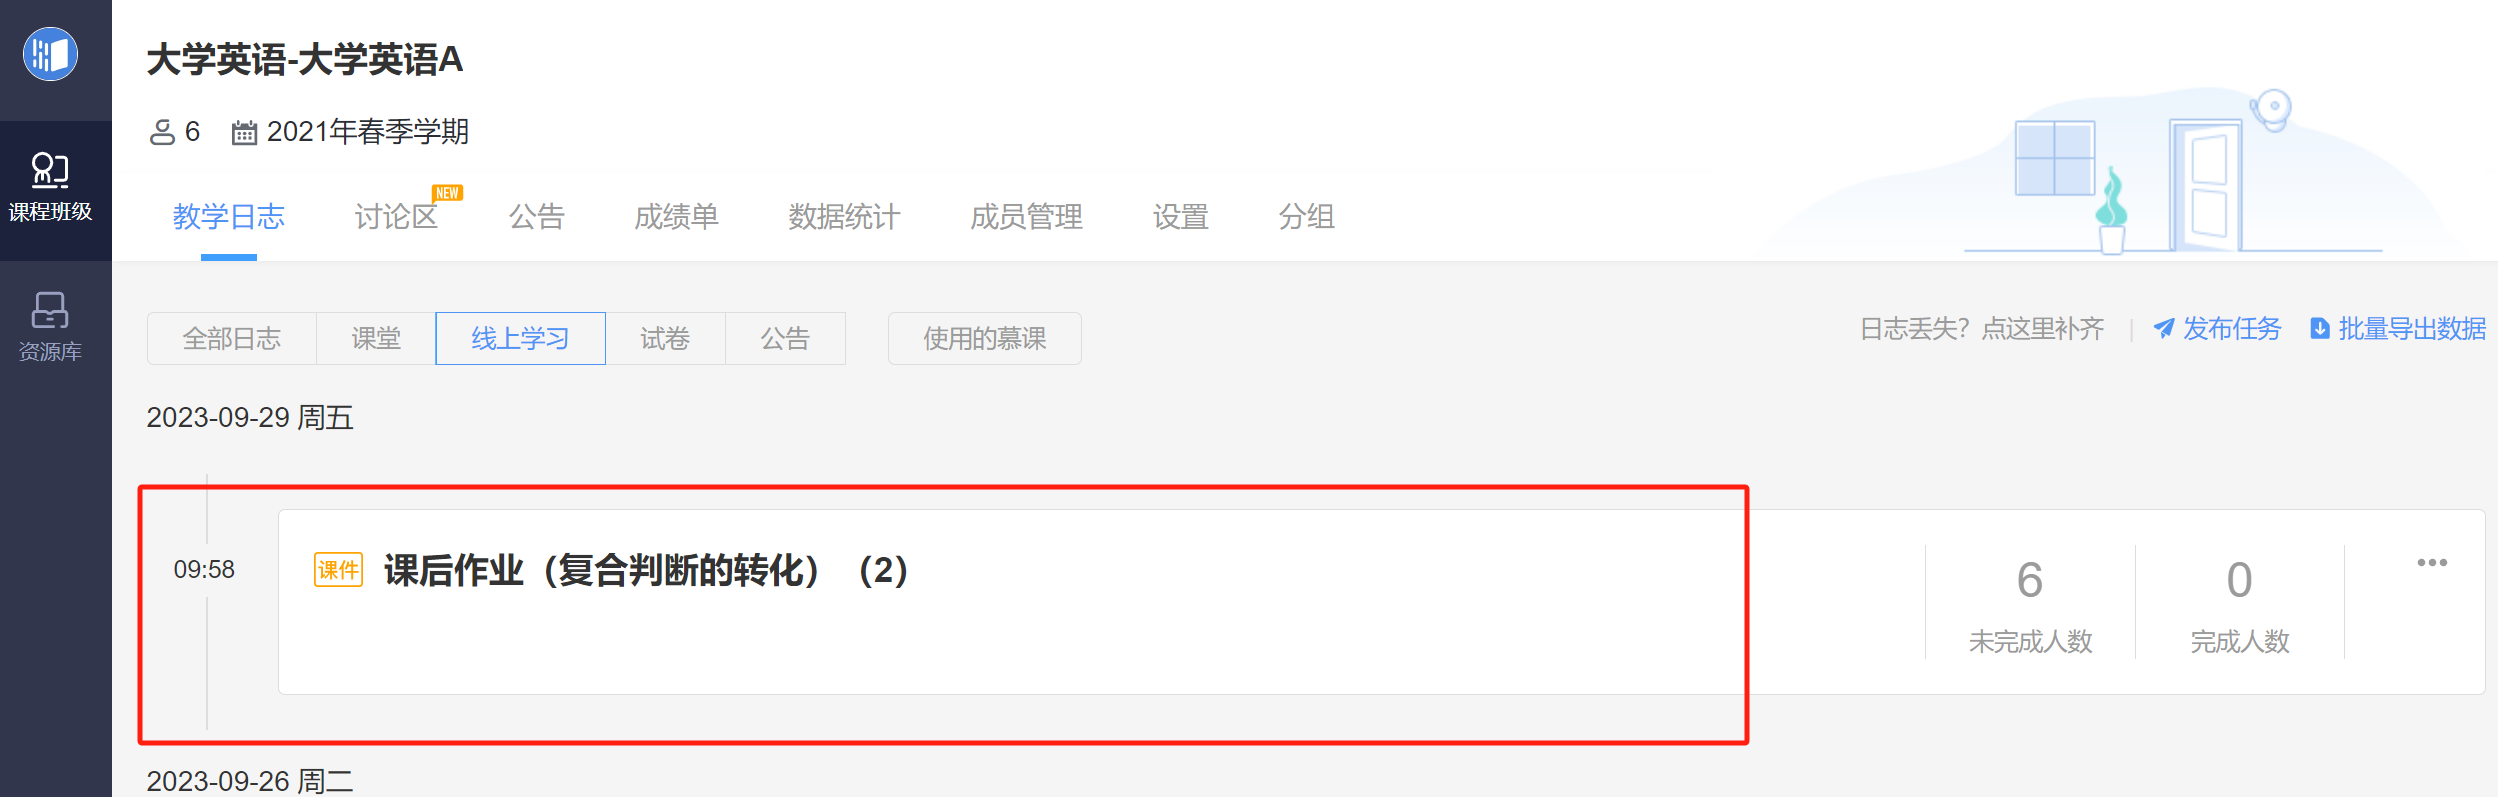 大学英语-大学英语A
6 2021年春季学期
课程班级
资源库
教学日志 讨论区 NEW 公告 成绩单 数据统计 成员管理 设置 分组
全部日志 课堂 线上学习 试卷 公告 使用的慕课 日志丢失？点这里补齐 | 发布任务 批量导出数据
2023-09-29 周五
09:58 课件 课后作业（复合判断的转化）（2） 6 0
未完成人数 完成人数
2023-09-26 周二